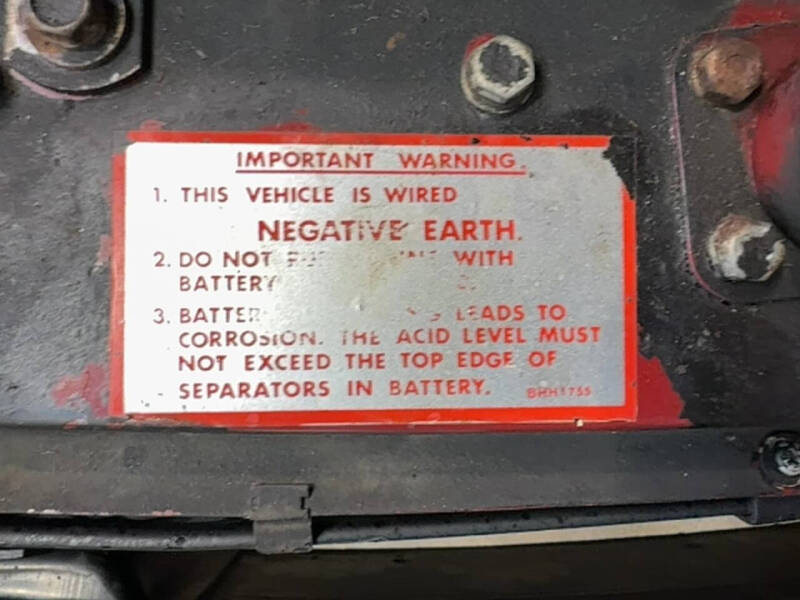 IMPORTANT WARNING.
1. THIS VEHICLE IS WIRED
NEGATIVE EARTH.
2. DO NOT WITH
BATTERY
3. LEADS TO
CORROSION. THE ACID LEVEL MUST
NOT EXCEED THE TOP EDGE OF
SEPARATORS IN BATTERY.
BHH1755